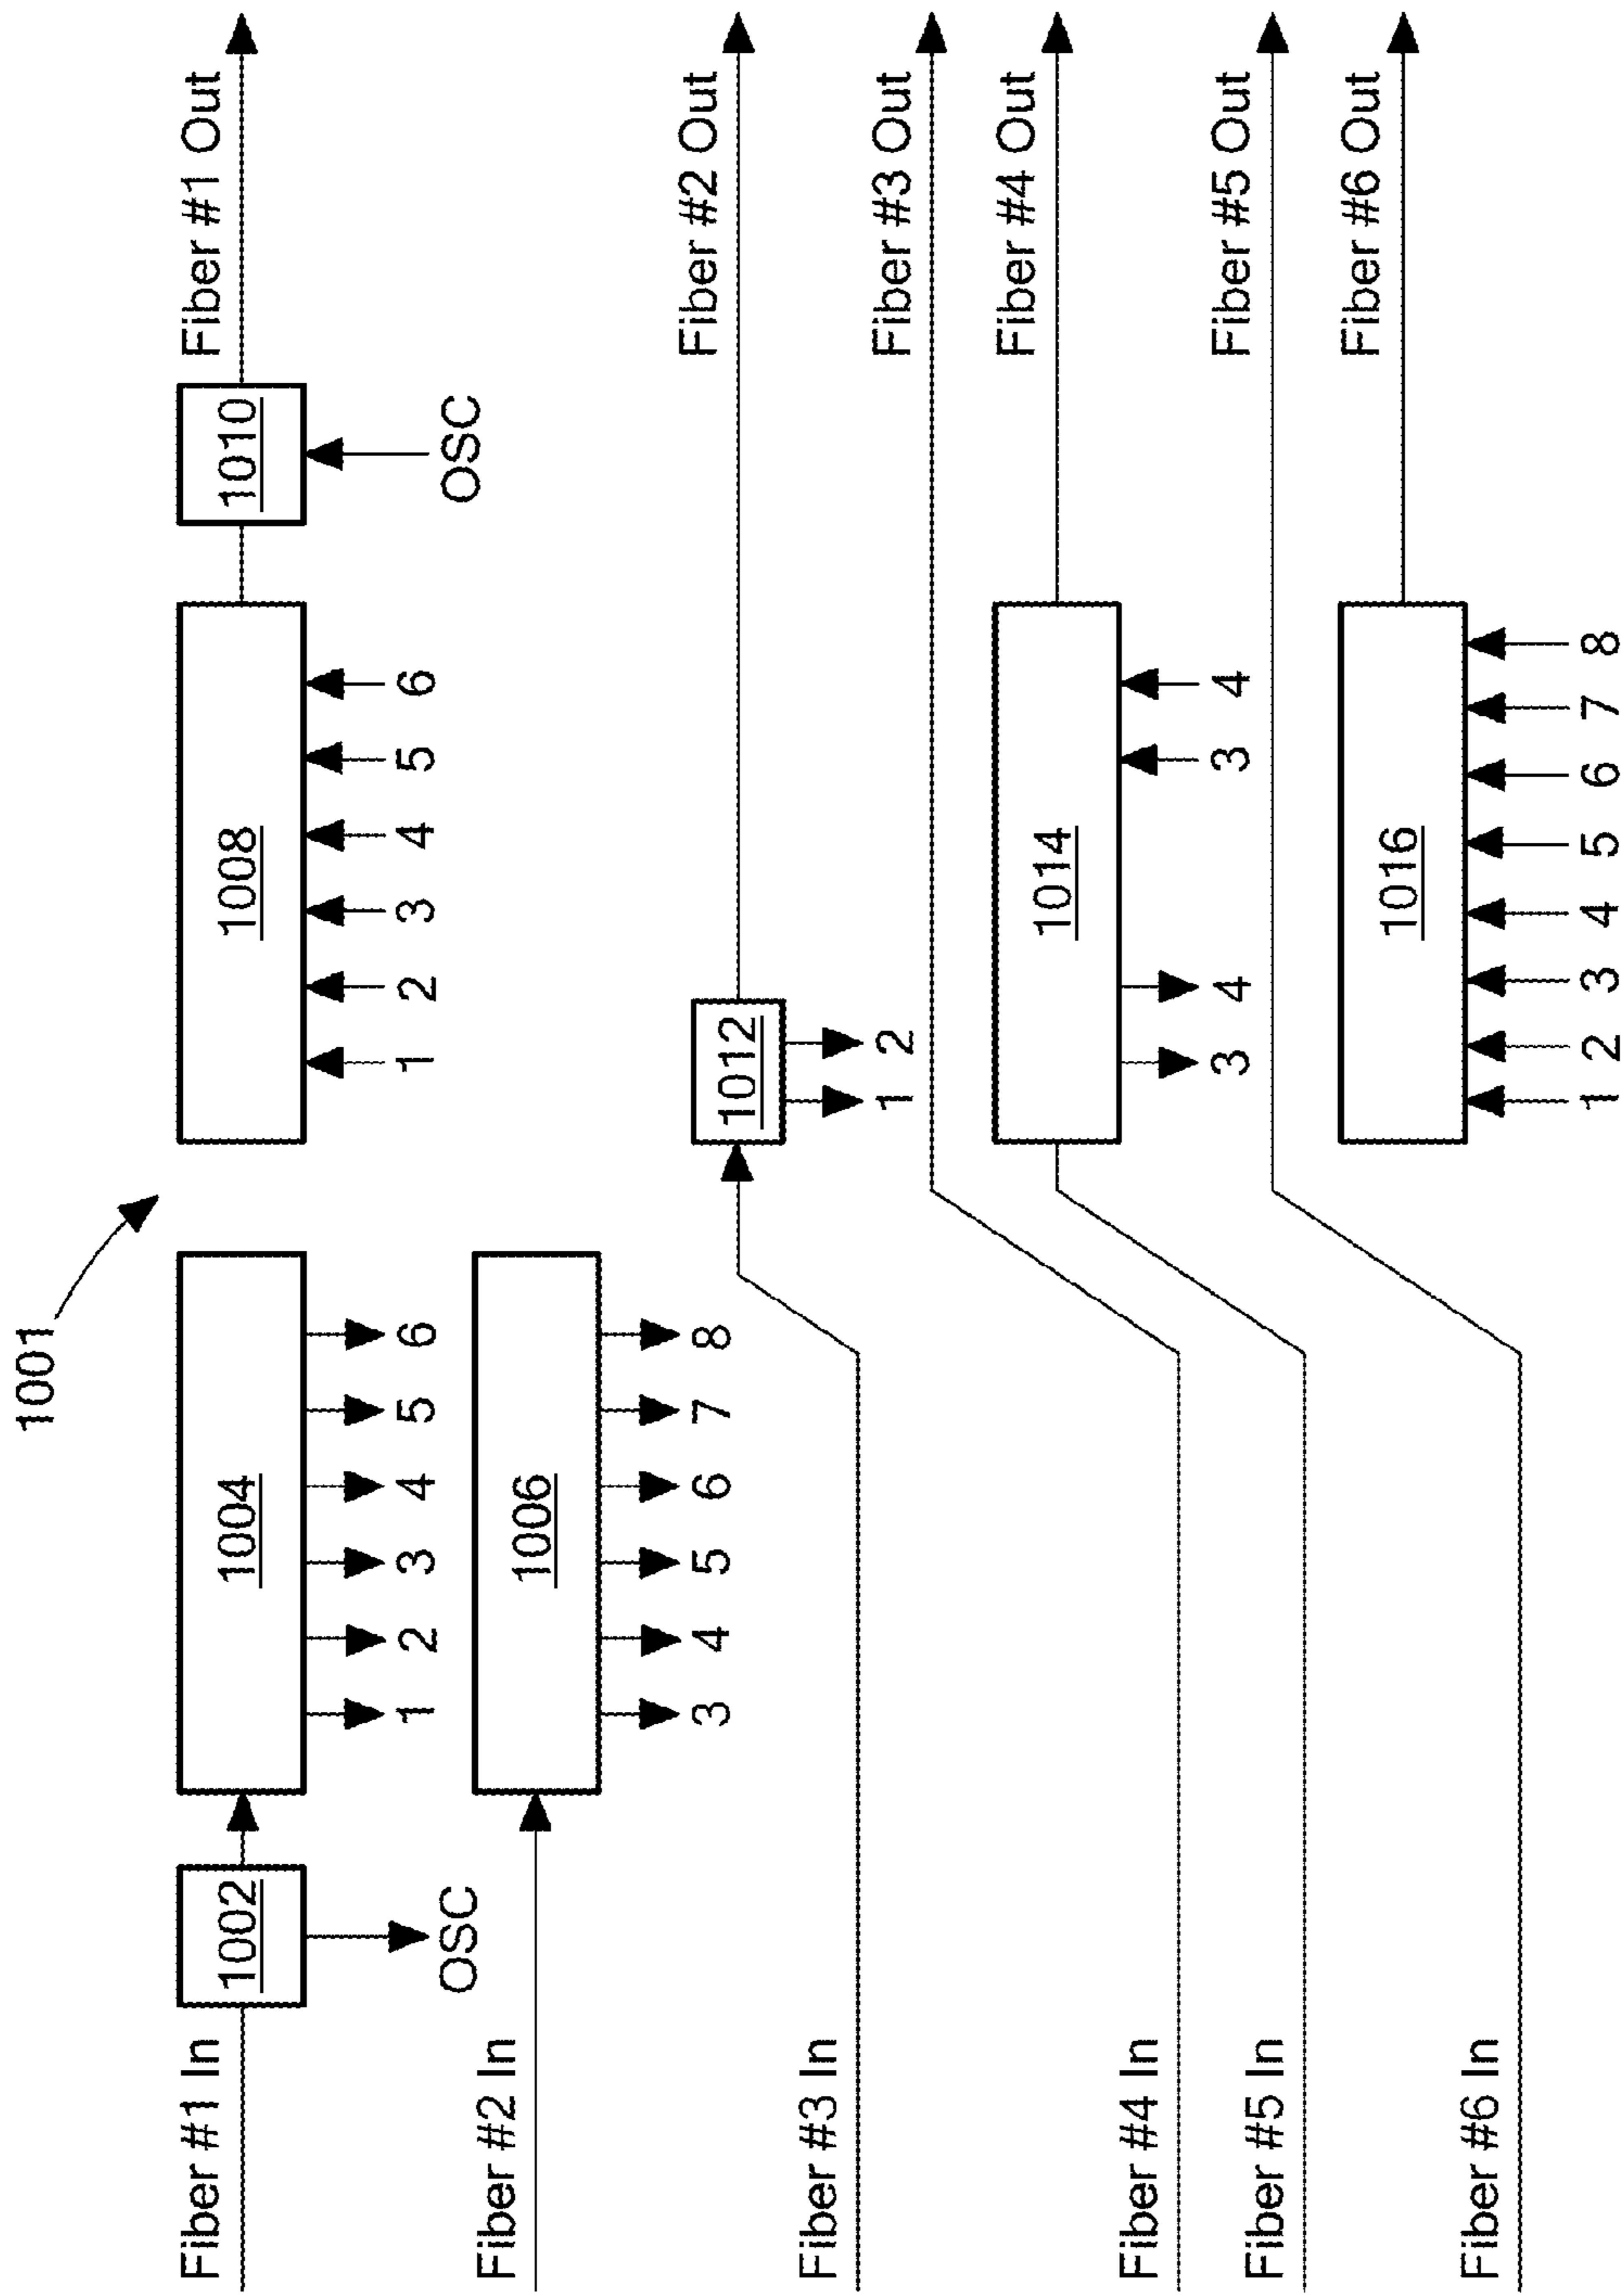 1001
Fiber #1 In
1002
OSC
1004
1 2 3 4 5 6
1008
1 2 3 4 5 6
1010
OSC
Fiber #1 Out
Fiber #2 In
1006
3 4 5 6 7 8
1012
1 2
Fiber #2 Out
Fiber #3 In
Fiber #3 Out
Fiber #4 In
1014
3 4 3 4
Fiber #4 Out
Fiber #5 In
Fiber #5 Out
Fiber #6 In
1016
1 2 3 4 5 6 7 8
Fiber #6 Out